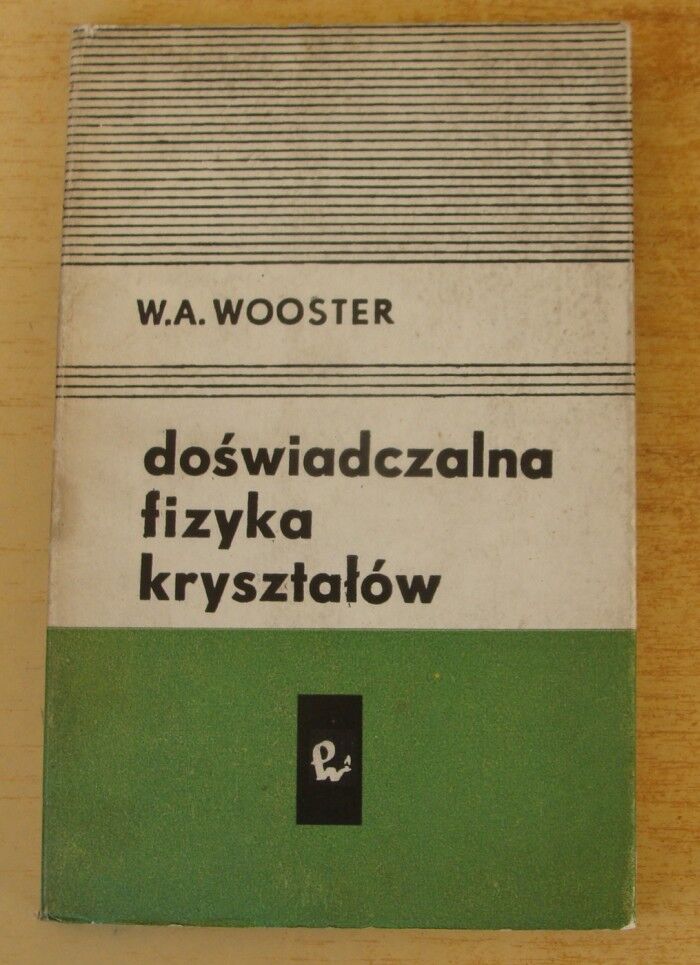 W.A. WOOSTER
doświadczalna
fizyka
kryształów